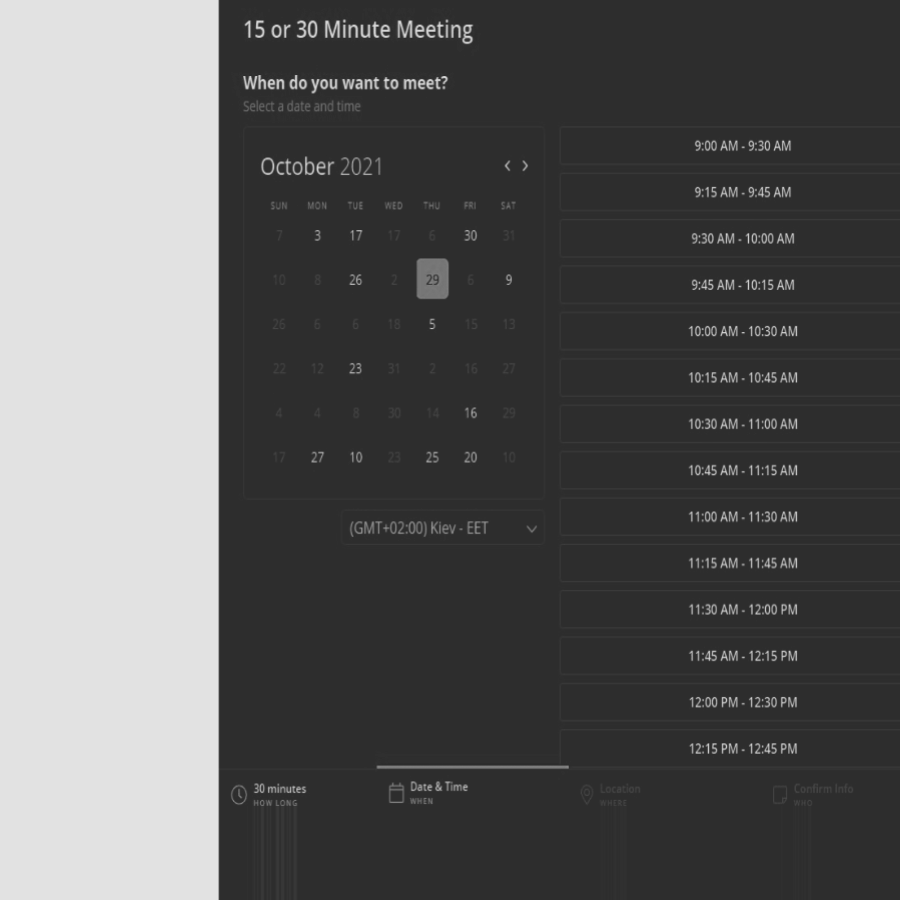 15 or 30 Minute Meeting
When do you want to meet?
Select a date and time
October 2021
SUN MON TUE WED THU FRI SAT
7 3 17 17 6 30 31
10 8 26 2 29 6 9
26 6 6 18 5 15 13
22 12 23 31 2 16 27
4 4 8 30 14 16 29
17 27 10 23 25 20 10
(GMT+02:00) Kiev - EET
9:00 AM - 9:30 AM
9:15 AM - 9:45 AM
9:30 AM - 10:00 AM
9:45 AM - 10:15 AM
10:00 AM - 10:30 AM
10:15 AM - 10:45 AM
10:30 AM - 11:00 AM
10:45 AM - 11:15 AM
11:00 AM - 11:30 AM
11:15 AM - 11:45 AM
11:30 AM - 12:00 PM
11:45 AM - 12:15 PM
12:00 PM - 12:30 PM
12:15 PM - 12:45 PM
30 minutes
HOW LONG
Date & Time
WHEN
Location
WHERE
Confirm Info
WHO